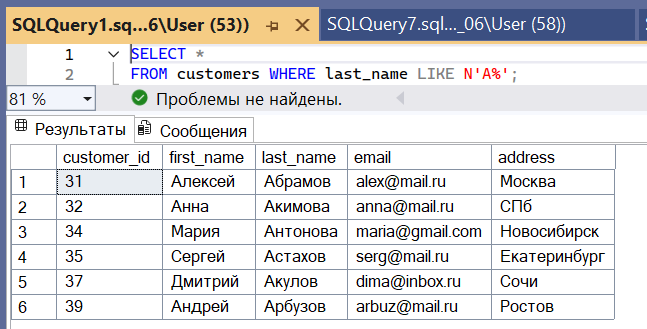 SQLQuery1.sq...6\User (53))
SQLQuery7.sql..._06\User (58))
1 SELECT *
2 FROM customers WHERE last_name LIKE N'A%';
81 % Проблемы не найдены.
Результаты Сообщения
customer_id first_name last_name email address
1 31 Алексей Абрамов alex@mail.ru Москва
2 32 Анна Акимова anna@mail.ru СПб
3 34 Мария Антонова maria@gmail.com Новосибирск
4 35 Сергей Астахов serg@mail.ru Екатеринбург
5 37 Дмитрий Акулов dima@inbox.ru Сочи
6 39 Андрей Арбузов arbuz@mail.ru Ростов